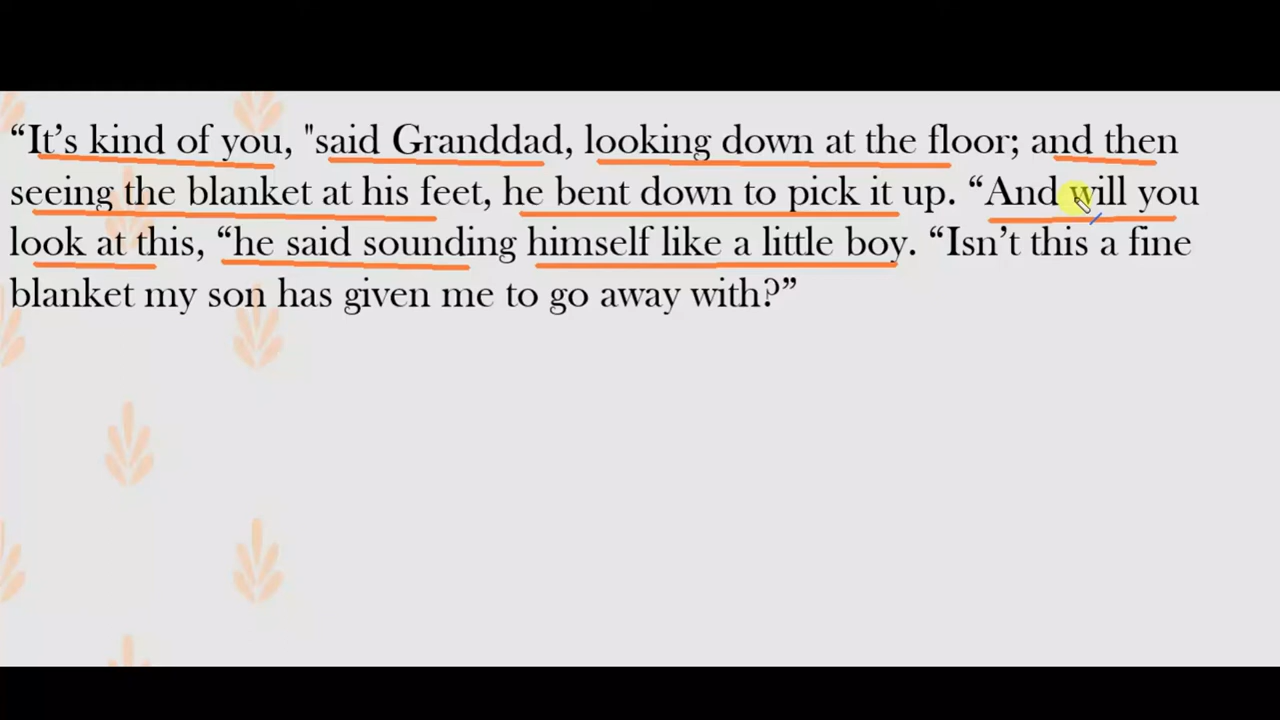 “It’s kind of you, "said Granddad, looking down at the floor; and then
seeing the blanket at his feet, he bent down to pick it up. “And will you
look at this, “he said sounding himself like a little boy. “Isn’t this a fine
blanket my son has given me to go away with?”